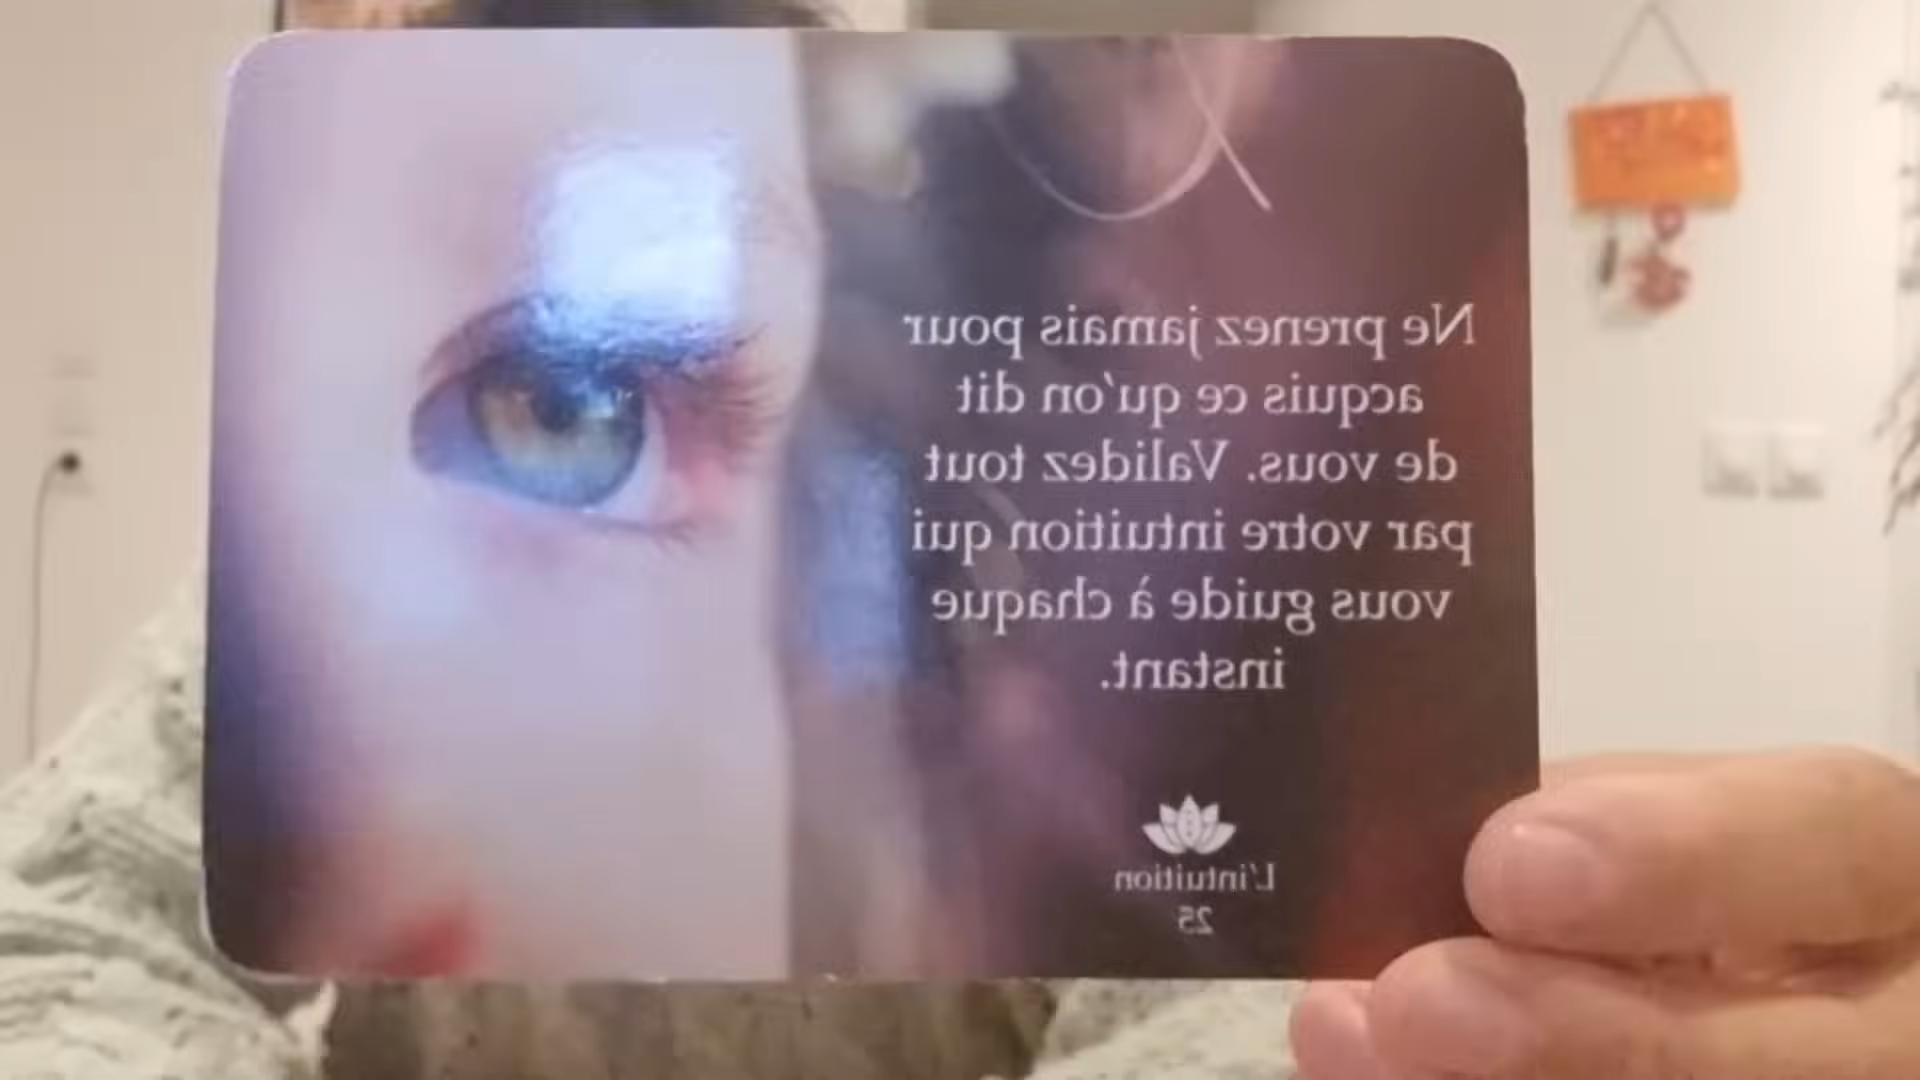 Ne prenez jamais pour
acquis ce qu'on dit
de vous. Validez tout
par votre intuition qui
vous guide à chaque
instant.
L'intuition
25